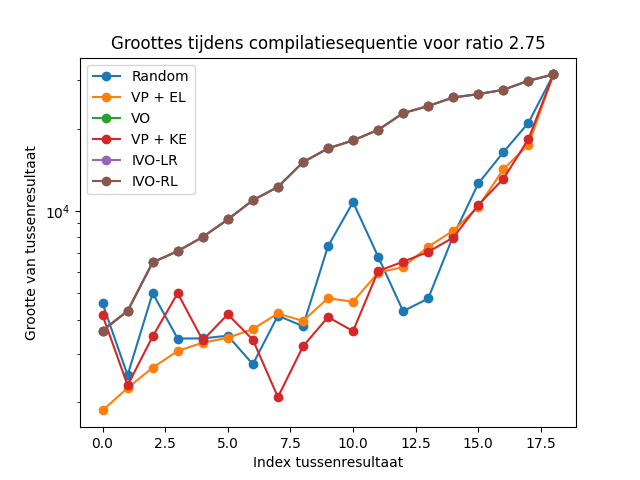 Groottes tijdens compilatiesequentie voor ratio 2.75
Random
VP + EL
VO
VP + KE
IVO-LR
IVO-RL
Grootte van tussenresultaat
10^4
0.0 2.5 5.0 7.5 10.0 12.5 15.0 17.5
Index tussenresultaat